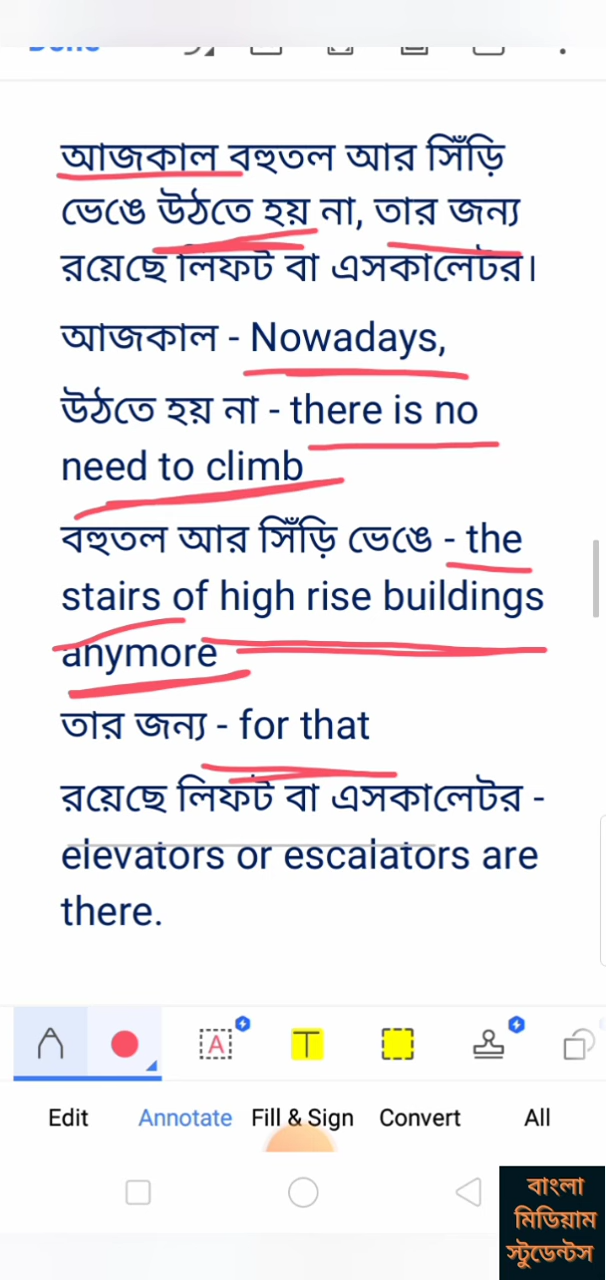 আজকাল বহুতল আর সিঁড়ি
ভেঙে উঠতে হয় না, তার জন্য
রয়েছে লিফট বা এসকালেটর।
আজকাল - Nowadays,
উঠতে হয় না - there is no
need to climb
বহুতল আর সিঁড়ি ভেঙে - the
stairs of high rise buildings
anymore
তার জন্য - for that
রয়েছে লিফট বা এসকালেটর -
elevators or escalators are
there.
A T
Edit Annotate Fill & Sign Convert All
বাংলা
মিডিয়াম
স্টুডেন্টস